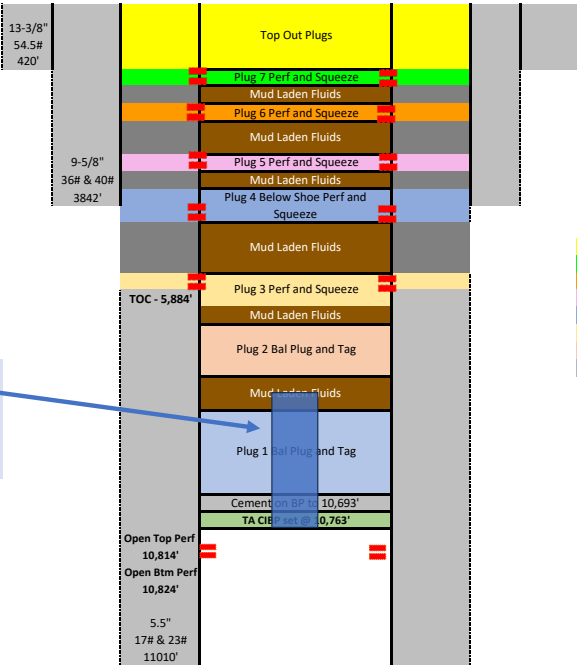 13-3/8"
54.5#
420'
Top Out Plugs
Plug 7 Perf and Squeeze
Mud Laden Fluids
Plug 6 Perf and Squeeze
Mud Laden Fluids
9-5/8"
36# & 40#
3842'
Plug 5 Perf and Squeeze
Mud Laden Fluids
Plug 4 Below Shoe Perf and
Squeeze
Mud Laden Fluids
Plug 3 Perf and Squeeze
TOC - 5,884'
Mud Laden Fluids
Plug 2 Bal Plug and Tag
Mud Laden Fluids
Plug 1 Bal Plug and Tag
Cement on BP to 10,693'
TA CIBP set @ 10,763'
Open Top Perf
10,814'
Open Btm Perf
10,824'
5.5"
17# & 23#
11010'